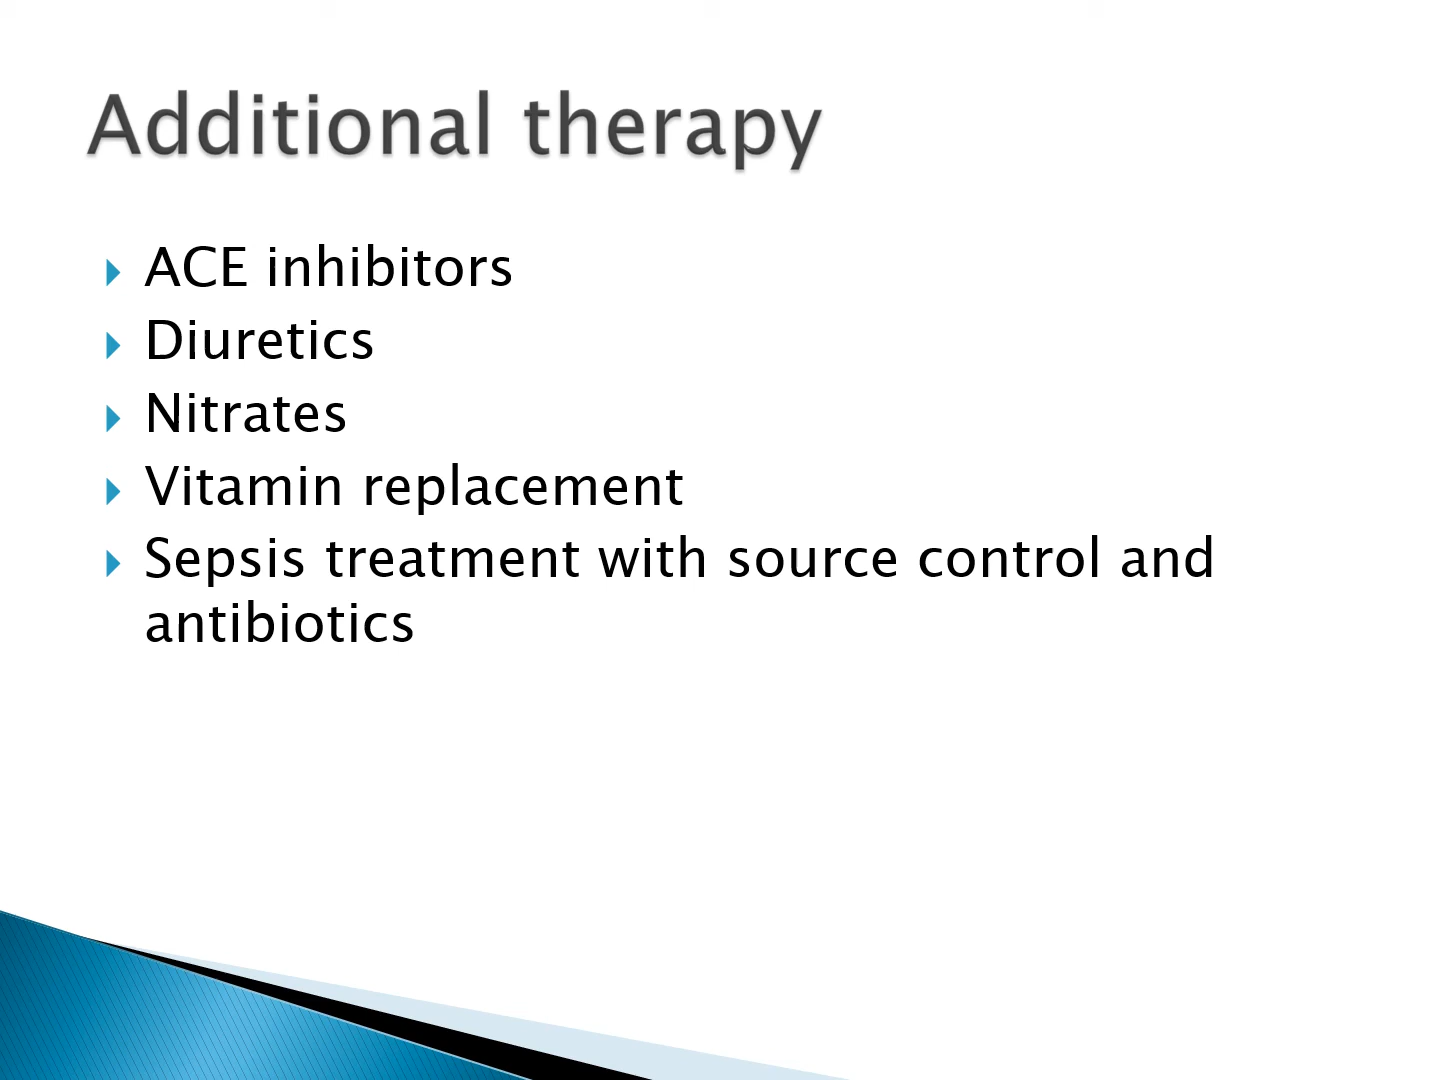 Additional therapy
ACE inhibitors
Diuretics
Nitrates
Vitamin replacement
Sepsis treatment with source control and
antibiotics